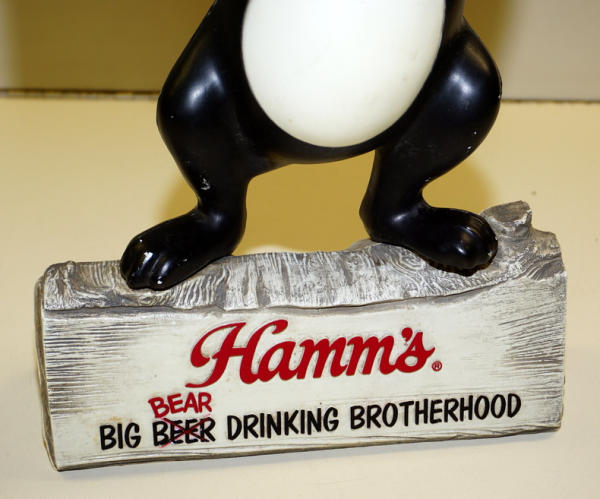 Hamm's®
BEAR
BIG BEER DRINKING BROTHERHOOD